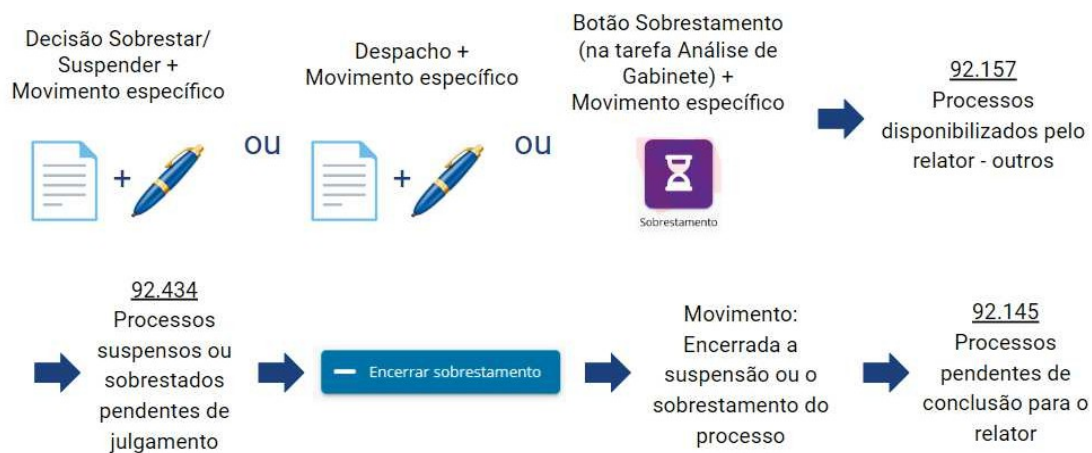 Decisão Sobrestar/
Suspender +
Movimento específico
ou
Despacho +
Movimento específico
ou
Botão Sobrestamento
(na tarefa Análise de
Gabinete) +
Movimento específico
Sobrestamento
92.157
Processos
disponibilizados pelo
relator - outros
92.434
Processos
suspensos ou
sobrestados
pendentes de
julgamento
Encerrar sobrestamento
Movimento:
Encerrada a
suspensão ou o
sobrestamento do
processo
92.145
Processos
pendentes de
conclusão para o
relator